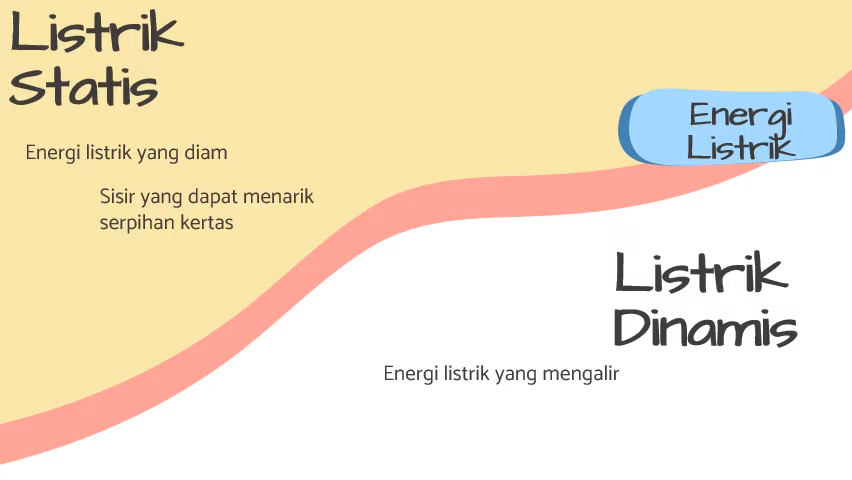 Listrik
Statis
Energi listrik yang diam
Sisir yang dapat menarik
serpihan kertas
Energi
Listrik
Listrik
Dinamis
Energi listrik yang mengalir